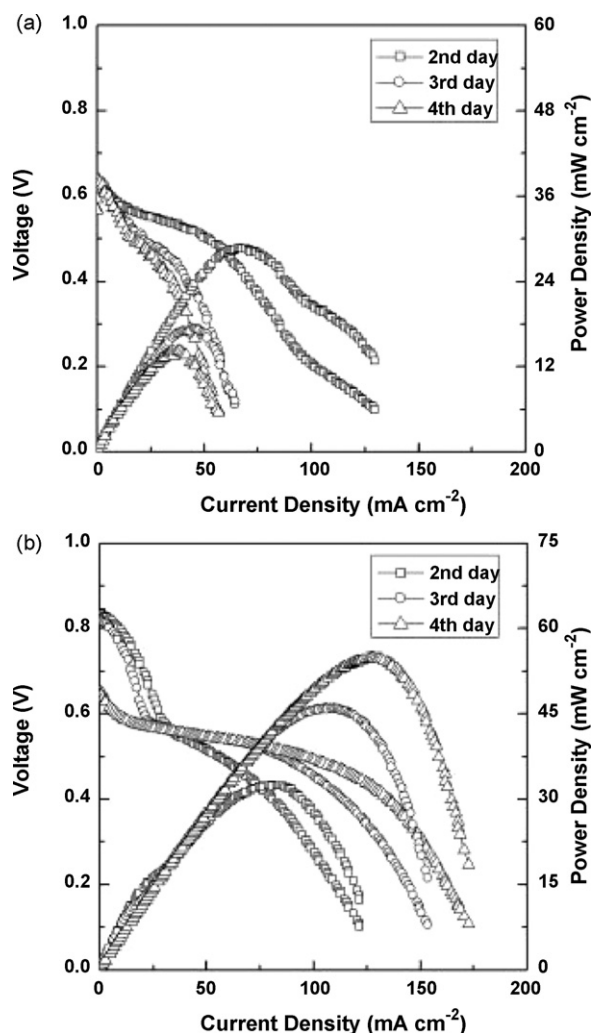 (a)
1.0
0.8
0.6
0.4
0.2
0.0
Voltage (V)
2nd day
3rd day
4th day
60
48
36
24
12
0
Power Density (mW cm-2)
0
50
100
150
200
Current Density (mA cm-2)
(b)
1.0
0.8
0.6
0.4
0.2
0.0
Voltage (V)
2nd day
3rd day
4th day
75
60
45
30
15
0
Power Density (mW cm-2)
0
50
100
150
200
Current Density (mA cm-2)